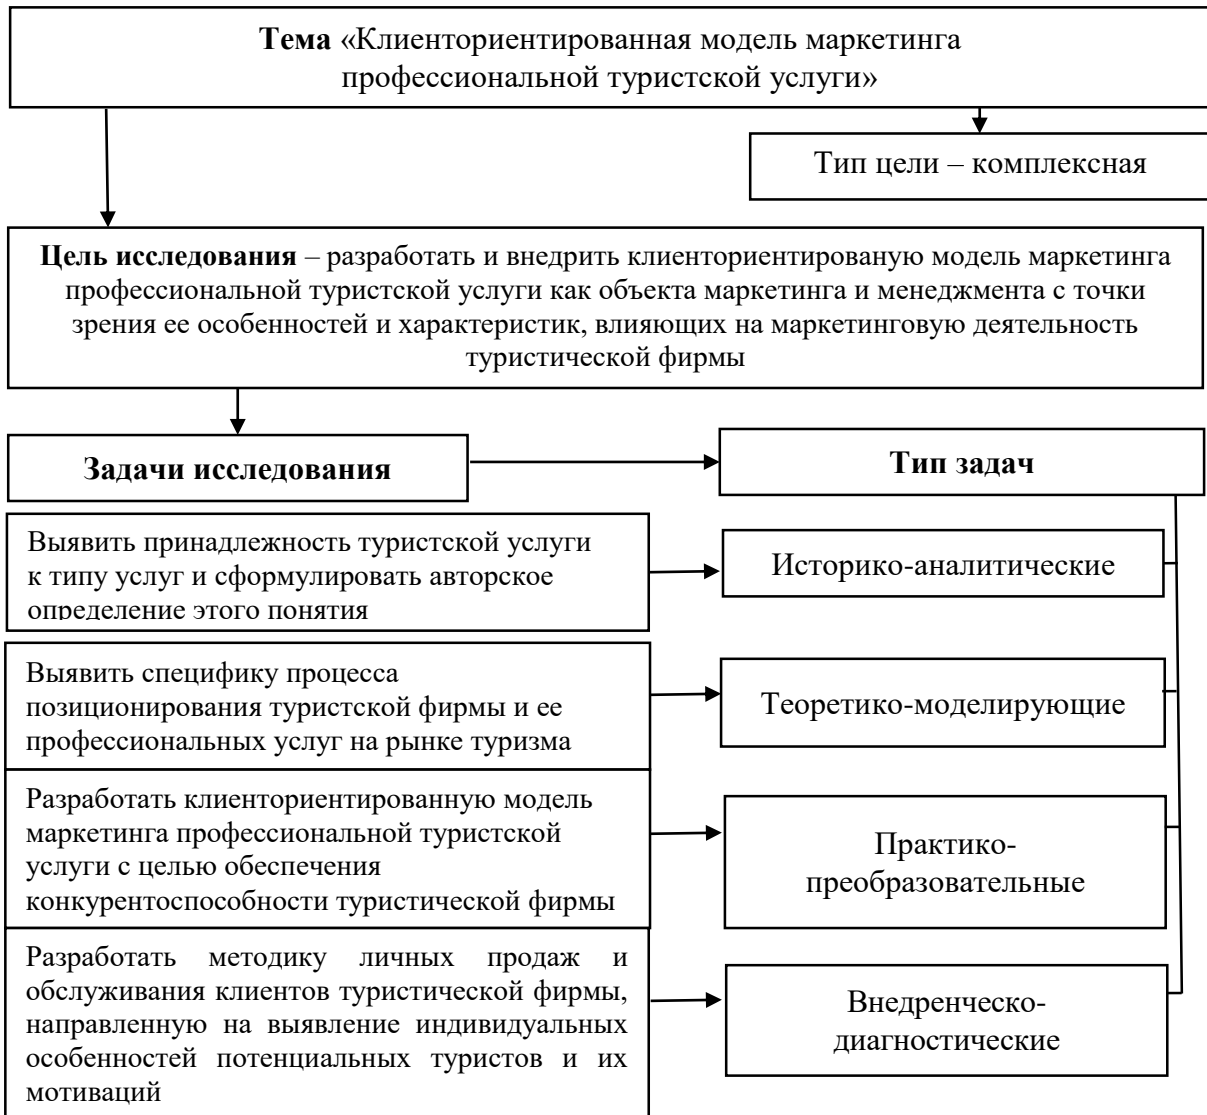 Тема «Клиенториентированная модель маркетинга
профессиональной туристской услуги»
Тип цели – комплексная
Цель исследования – разработать и внедрить клиенториентированую модель маркетинга
профессиональной туристской услуги как объекта маркетинга и менеджмента с точки
зрения ее особенностей и характеристик, влияющих на маркетинговую деятельность
туристической фирмы
Задачи исследования
Тип задач
Выявить принадлежность туристской услуги
к типу услуг и сформулировать авторское
определение этого понятия
Историко-аналитические
Выявить специфику процесса
позиционирования туристской фирмы и ее
профессиональных услуг на рынке туризма
Теоретико-моделирующие
Разработать клиенториентированную модель
маркетинга профессиональной туристской
услуги с целью обеспечения
конкурентоспособности туристической фирмы
Практико-
преобразовательные
Разработать методику личных продаж и
обслуживания клиентов туристической фирмы,
направленную на выявление индивидуальных
особенностей потенциальных туристов и их
мотиваций
Внедренческо-
диагностические